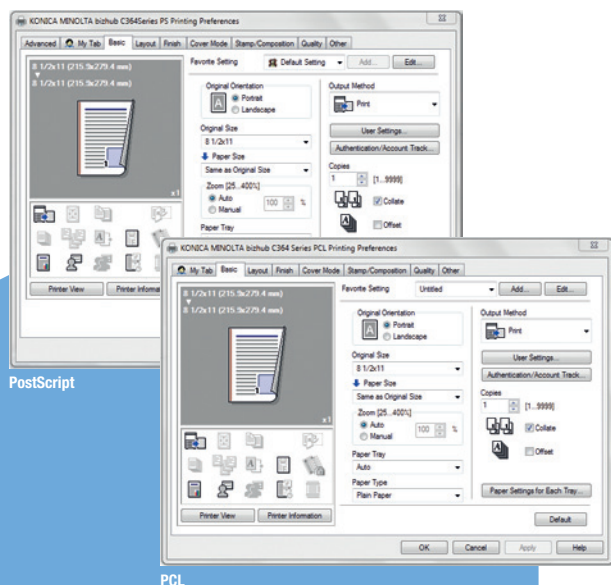 KONICA MINOLTA bizhub C364Series PS Printing Preferences
Advanced My Tab Basic Layout Finish Cover Mode Stamp/Composition Quality Other
8 1/2x11 (215.9x279.4 mm)
8 1/2x11 (215.9x279.4 mm)
x1
Printer View Printer Informa
Favorite Setting Default Setting Add... Edit...
Original Orientation
Portrait
Landscape
Original Size
8 1/2x11
Paper Size
Same as Original Size
Zoom [25...400%]
Auto
Manual
100 %
Paper Tray
Output Method
Print
User Settings...
Authentication/Account Track...
Copies
1 [1...9999]
Collate
Offset
PostScript
KONICA MINOLTA bizhub C364 Series PCL Printing Preferences
My Tab Basic Layout Finish Cover Mode Stamp/Composition Quality Other
8 1/2x11 (215.9x279.4 mm)
8 1/2x11 (215.9x279.4 mm)
x1
Printer View Printer Information
Favorite Setting Untitled Add... Edit...
Original Orientation
Portrait
Landscape
Original Size
8 1/2x11
Paper Size
Same as Original Size
Zoom [25...400%]
Auto
Manual
100 %
Paper Tray
Auto
Paper Type
Plain Paper
Output Method
Print
User Settings...
Authentication/Account Track...
Copies
1 [1...9999]
Collate
Offset
Paper Settings for Each Tray...
Default
OK Cancel Apply Help
PCL